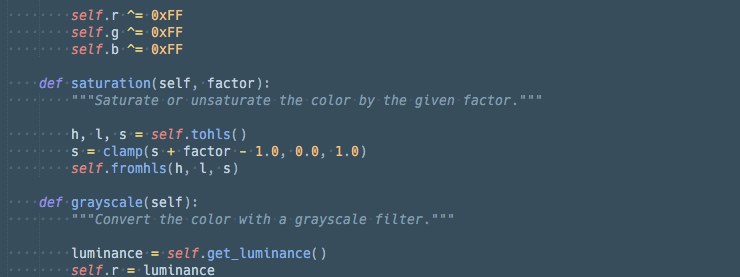 self.r ^= 0xFF
        self.g ^= 0xFF
        self.b ^= 0xFF

    def saturation(self, factor):
        """Saturate or unsaturate the color by the given factor."""

        h, l, s = self.tohls()
        s = clamp(s + factor - 1.0, 0.0, 1.0)
        self.fromhls(h, l, s)

    def grayscale(self):
        """Convert the color with a grayscale filter."""

        luminance = self.get_luminance()
        self.r = luminance